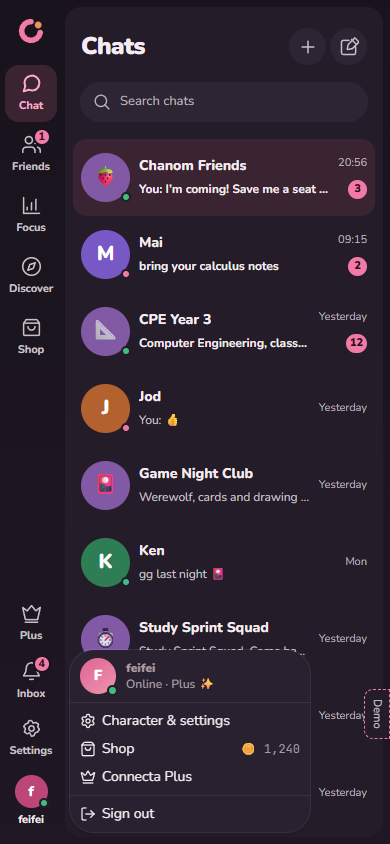 Chats
Chat
Search chats
1
Friends
Chanom Friends
20:56
You: I'm coming! Save me a seat ...
3
Focus
M
Mai
09:15
bring your calculus notes
2
Discover
CPE Year 3
Yesterday
Computer Engineering, class...
12
Shop
J
Jod
Yesterday
You: 👍
Game Night Club
Yesterday
Werewolf, cards and drawing ...
K
Ken
Mon
gg last night 🎴
Plus
Study Sprint Squad
Yesterday
4
Inbox
F
feifei
Online · Plus ✨
Settings
Character & settings
Yesterday
Demo
Shop
1,240
Connecta Plus
Yesterday
f
feifei
Sign out